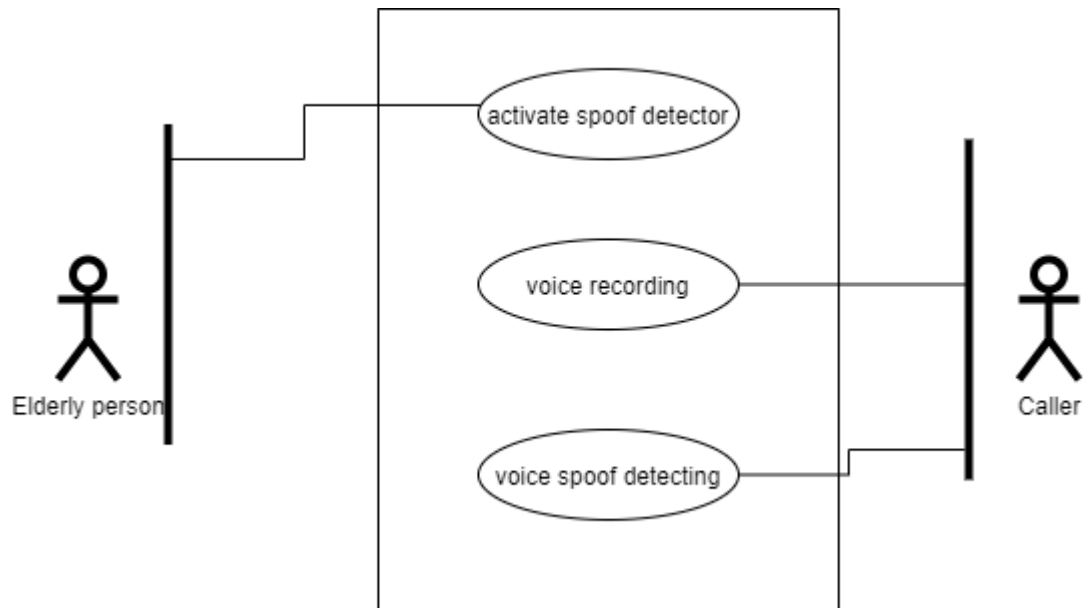 activate spoof detector
voice recording
Elderly person
Caller
voice spoof detecting